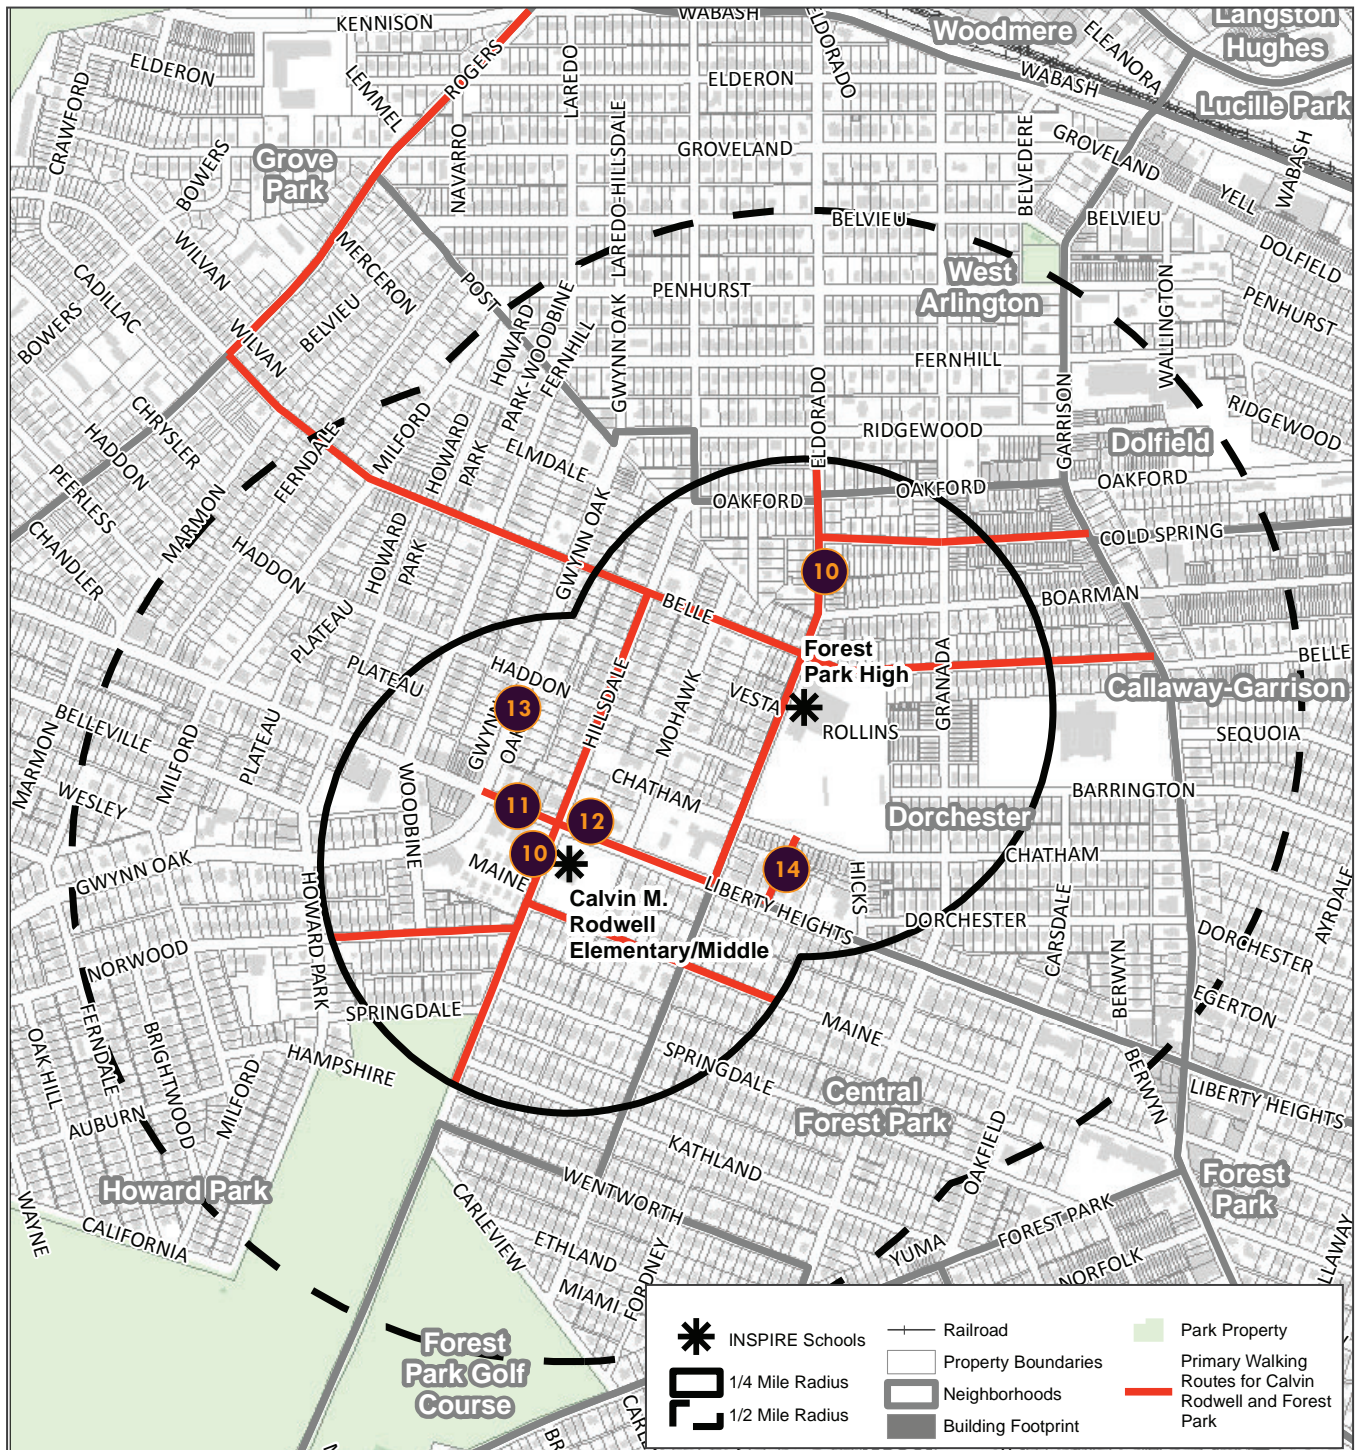 KENNISON
WABASH
ELDORADO
Woodmere
ELEANORA
Langston
Hughes
ELDERON
LEMMEL
ROGERS
LAREDO
ELDERON
WABASH
Lucille Park
CRAWFORD
Grove
Park
BOWERS
NAVARRO
LAREDO-HILLSDALE
GROVELAND
BELVEDERE
GROVELAND
YELL
WABASH
BELVIEU
BELVIEU
DOLFIELD
WILVAN
MERCERON
POST
PENHURST
West
Arlington
WALLINGTON
PENHURST
CADILLAC
BOWERS
BELVIEU
WILVAN
HOWARD
PARK-WOODBINE
FERNHILL
GWYNN OAK
FERNHILL
ELDORADO
GARRISON
RIDGEWOOD
CHRYSLER
HADDON
PEERLESS
FERNDALE
MILFORD
HOWARD
PARK
ELMDALE
RIDGEWOOD
Dolfield
OAKFORD
OAKFORD
OAKFORD
CHANDLER
MARMON
HADDON
HOWARD
PARK
GWYNN OAK
COLD SPRING
10
BOARMAN
PLATEAU
PLATEAU
BELLE
Forest
Park High
GRANADA
BELLE
Callaway-Garrison
HADDON
HILLSDALE
MOHAWK
VESTA
ROLLINS
SEQUOIA
13
GWYNN
OAK
BELLEVILLE
MARMON
WESLEY
MILFORD
PLATEAU
WOODBINE
CHATHAM
BARRINGTON
11
12
Dorchester
10
MAINE
14
CHATHAM
HICKS
GWYNN OAK
HOWARD PARK
Calvin M.
Rodwell
Elementary/Middle
LIBERTY HEIGHTS
DORCHESTER
CARSDALE
BERWYN
DORCHESTER
AYRDALE
NORWOOD
SPRINGDALE
EGERTON
FERNDALE
BRIGHTWOOD
OAK HILL
MILFORD
HAMPSHIRE
SPRINGDALE
MAINE
Central
Forest Park
BERWYN
LIBERTY HEIGHTS
AUBURN
KATHLAND
OAKFIELD
Howard Park
WENTWORTH
Forest
Park
WAYNE
CALIFORNIA
CARLEVIEW
ETHLAND
MIAMI
FORDNEY
YUMA
FOREST PARK
NORFOLK
Forest
Park Golf
Course
INSPIRE Schools
1/4 Mile Radius
1/2 Mile Radius
Railroad
Property Boundaries
Neighborhoods
Building Footprint
Park Property
Primary Walking
Routes for Calvin
Rodwell and Forest
Park